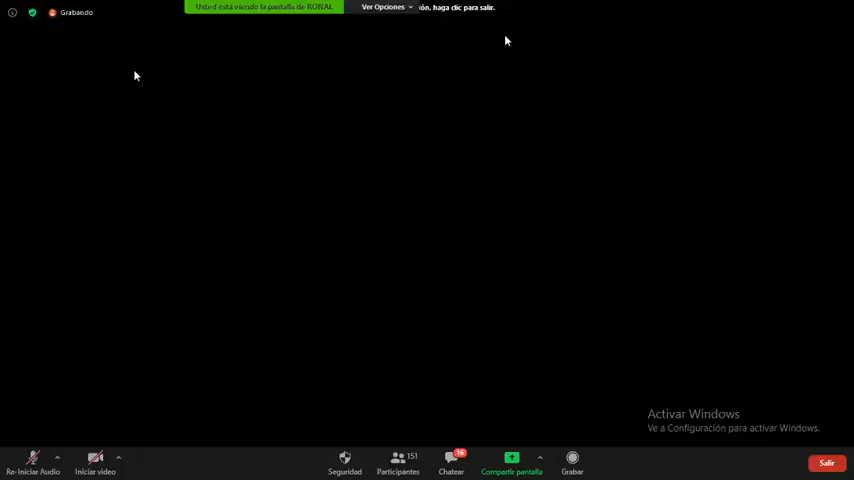 Grabando
Usted está viendo la pantalla de RONAL
Ver Opciones
ón, haga clic para salir.
Activar Windows
Ve a Configuración para activar Windows.
Re-Iniciar Audio
Iniciar video
Seguridad
151
Participantes
16
Chatear
Compartir pantalla
Grabar
Salir